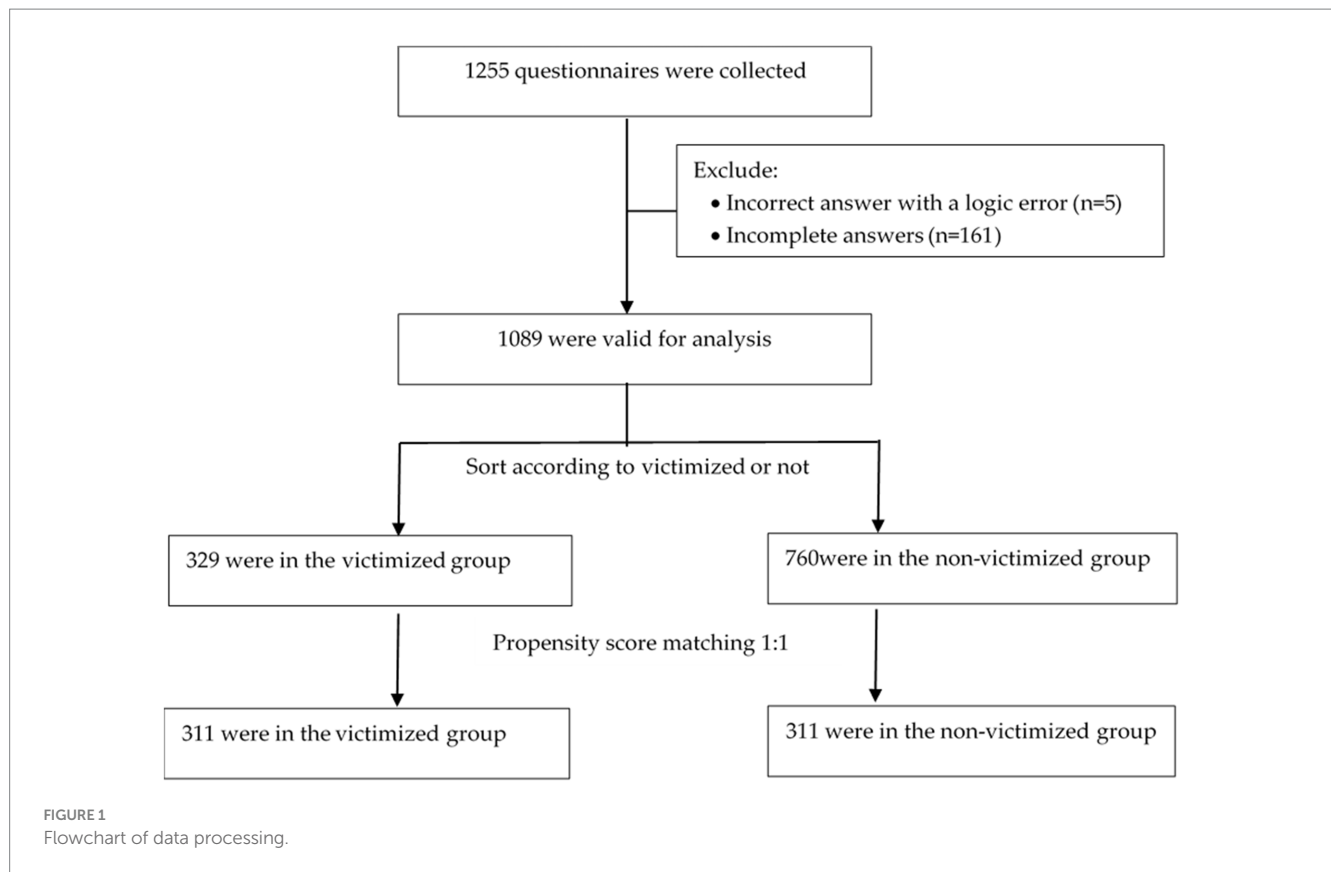 1255 questionnaires were collected
Exclude:
• Incorrect answer with a logic error (n=5)
• Incomplete answers (n=161)
1089 were valid for analysis
Sort according to victimized or not
329 were in the victimized group
760were in the non-victimized group
Propensity score matching 1:1
311 were in the victimized group
311 were in the non-victimized group
FIGURE 1
Flowchart of data processing.